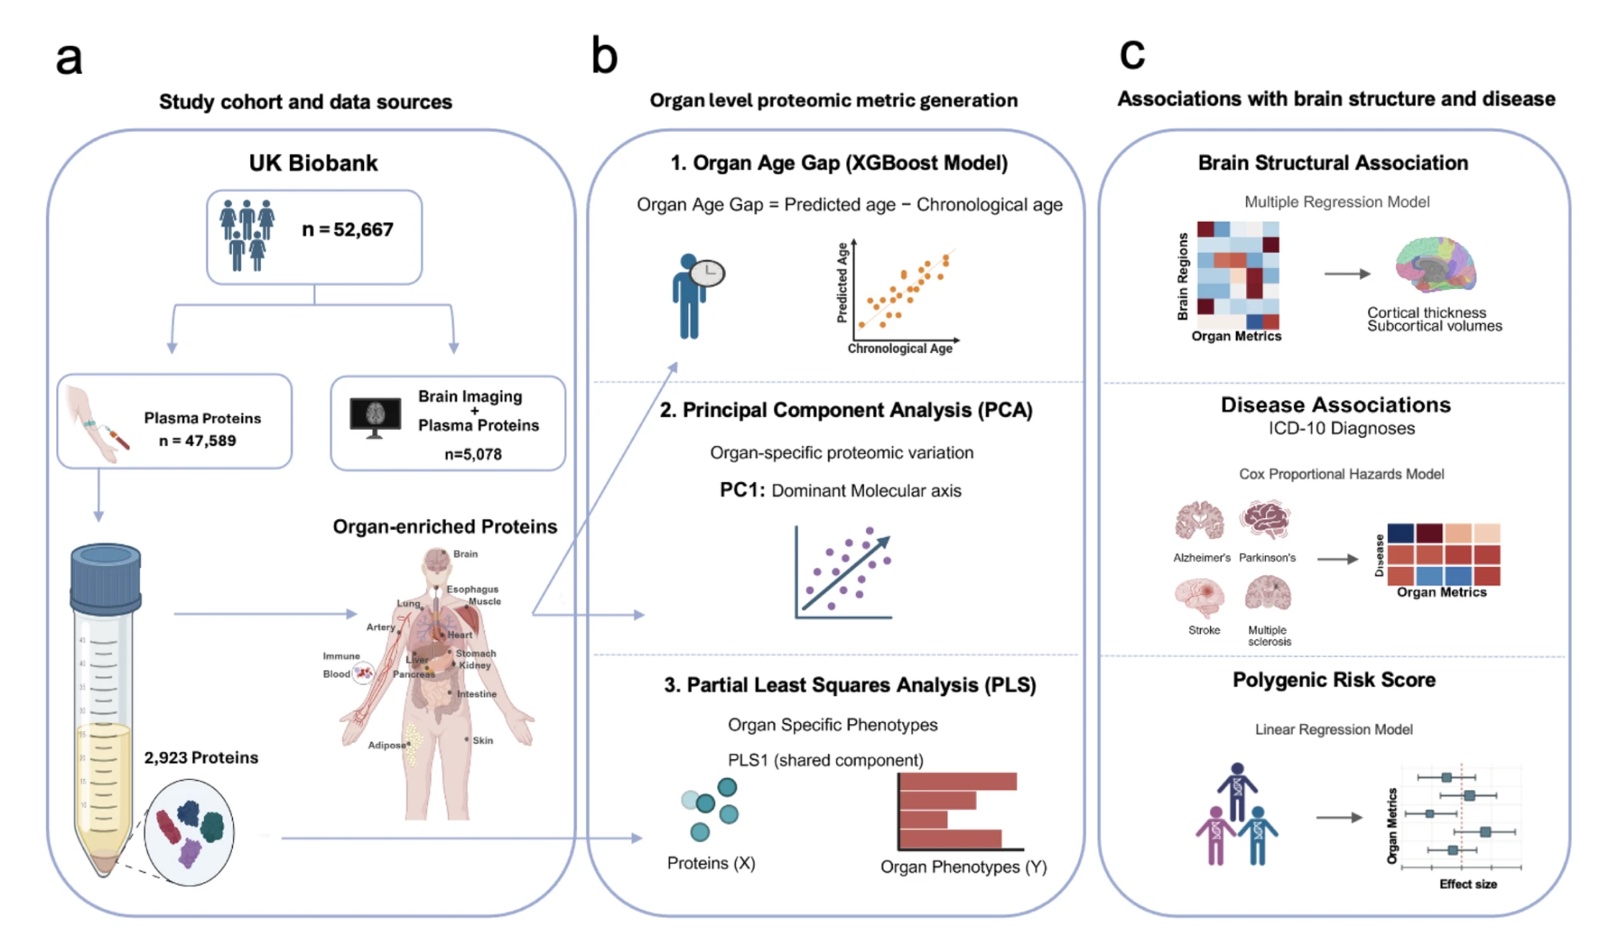 a
Study cohort and data sources
UK Biobank
n = 52,667
Plasma Proteins
n = 47,589
Brain Imaging
+
Plasma Proteins
n=5,078
Organ-enriched Proteins
Brain
Esophagus
Lung
Muscle
Artery
Heart
Immune
Liver
Stomach
Kidney
Blood
Pancreas
Intestine
Adipose
Skin
2,923 Proteins
b
Organ level proteomic metric generation
1. Organ Age Gap (XGBoost Model)
Organ Age Gap = Predicted age − Chronological age
Predicted Age
Chronological Age
2. Principal Component Analysis (PCA)
Organ-specific proteomic variation
PC1: Dominant Molecular axis
3. Partial Least Squares Analysis (PLS)
Organ Specific Phenotypes
PLS1 (shared component)
Proteins (X)
Organ Phenotypes (Y)
c
Associations with brain structure and disease
Brain Structural Association
Multiple Regression Model
Brain Regions
Organ Metrics
Cortical thickness
Subcortical volumes
Disease Associations
ICD-10 Diagnoses
Cox Proportional Hazards Model
Alzheimer's
Parkinson's
Stroke
Multiple
sclerosis
Disease
Organ Metrics
Polygenic Risk Score
Linear Regression Model
Organ Metrics
Effect size